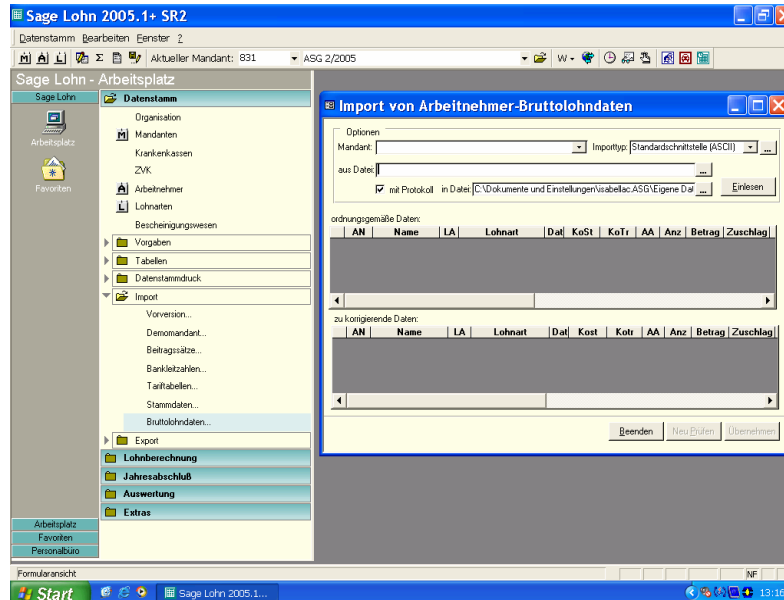 Sage Lohn 2005.1+ SR2
Datenstamm Bearbeiten Fenster ?
M A L Σ Aktueller Mandant: 831 ASG 2/2005 W
Sage Lohn - Arbeitsplatz
Sage Lohn
Arbeitsplatz
Favoriten
Datenstamm
Organisation
M Mandanten
Krankenkassen
ZVK
A Arbeitnehmer
L Lohnarten
Bescheinigungswesen
Vorgaben
Tabellen
Datenstammdruck
Import
Vorversion...
Demomandant...
Beitragssätze...
Bankleitzahlen...
Tariftabellen...
Stammdaten...
Bruttolohndaten...
Export
Lohnberechnung
Jahresabschluß
Auswertung
Extras
Arbeitsplatz
Favoriten
Personalbüro
Import von Arbeitnehmer-Bruttolohndaten
Optionen
Mandant: Importtyp: Standardschnittstelle (ASCII) ...
aus Datei: ...
mit Protokoll in Datei: C:\Dokumente und Einstellungen\isabellac.ASG\Eigene Dat ... Einlesen
ordnungsgemäße Daten:
AN Name LA Lohnart Dat KoSt KoTr AA Anz Betrag Zuschlag
zu korrigierende Daten:
AN Name LA Lohnart Dat Kost Kotr AA Anz Betrag Zuschlag
Beenden Neu Prüfen Übernehmen
Formularansicht NF
Start Sage Lohn 2005.1... 13:16